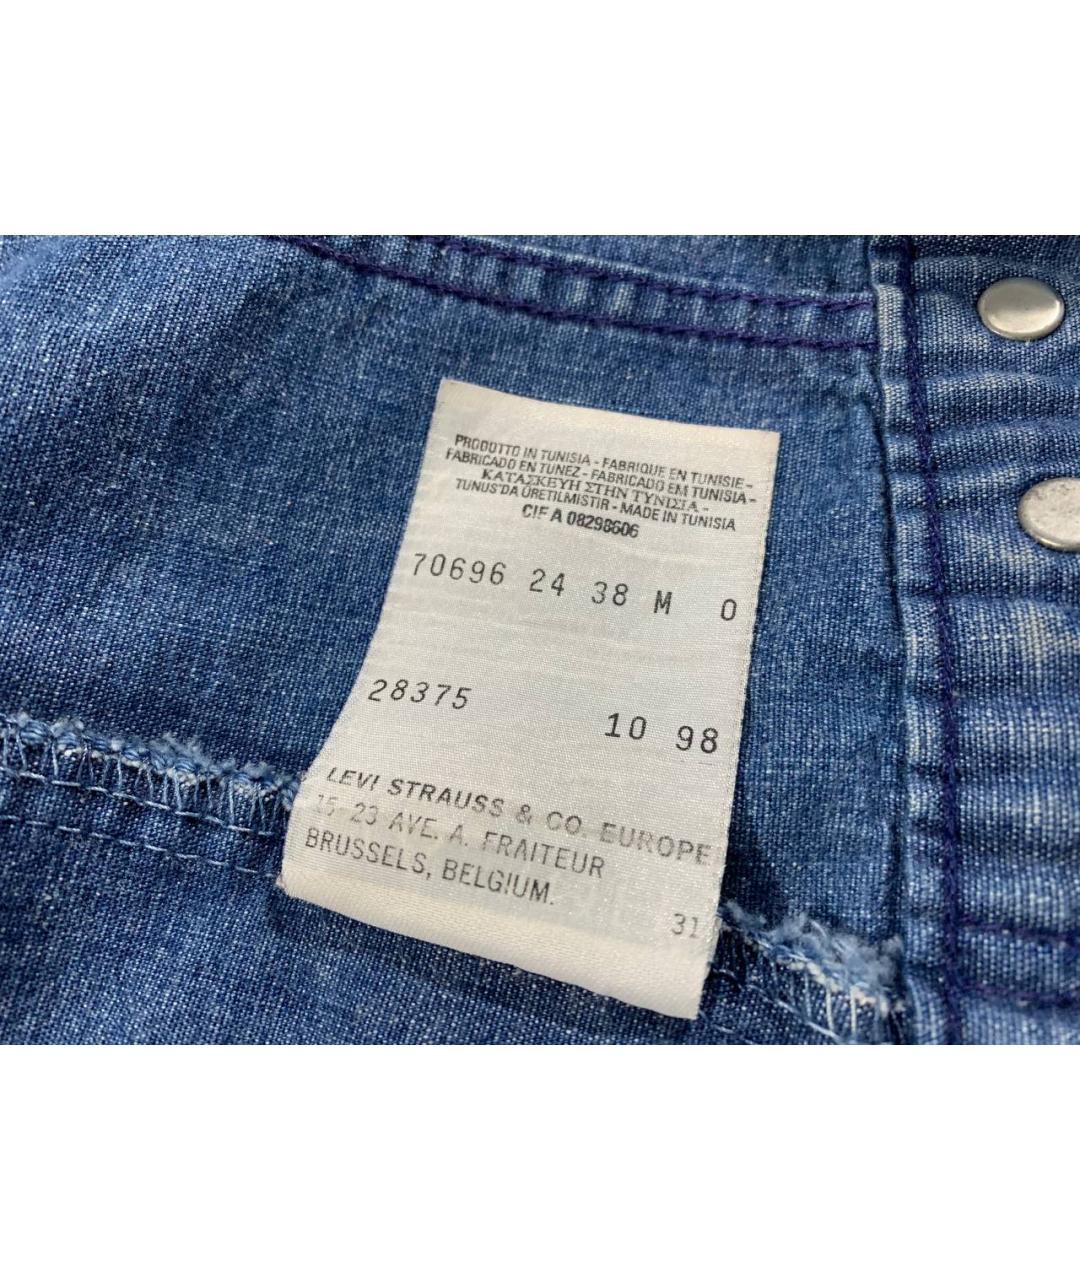 PRODOTTO IN TUNISIA - FABRIQUE EN TUNISIE -
FABRICADO EN TUNEZ - FABRICADO EM TUNISIA -
ΚΑΤΑΣΚΕΥΗ ΣΤΗΝ ΤΥΝΙΣΙΑ -
TUNUS'DA ÜRETILMISTIR - MADE IN TUNISIA
CIF A 08298606
70696 24 38 M 0
28375
10 98
LEVI STRAUSS & CO. EUROPE
15-23 AVE. A. FRAITEUR
BRUSSELS, BELGIUM.
31